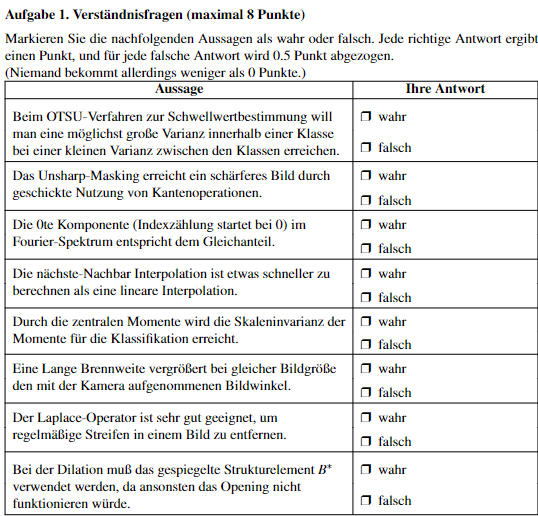 Aufgabe 1. Verständnisfragen (maximal 8 Punkte)
Markieren Sie die nachfolgenden Aussagen als wahr oder falsch. Jede richtige Antwort ergibt
einen Punkt, und für jede falsche Antwort wird 0.5 Punkt abgezogen.
(Niemand bekommt allerdings weniger als 0 Punkte.)
Aussage Ihre Antwort
Beim OTSU-Verfahren zur Schwellwertbestimmung will
man eine möglichst große Varianz innerhalb einer Klasse
bei einer kleinen Varianz zwischen den Klassen erreichen.
❒ wahr
❒ falsch
Das Unsharp-Masking erreicht ein schärferes Bild durch
geschickte Nutzung von Kantenoperationen.
❒ wahr
❒ falsch
Die 0te Komponente (Indexzählung startet bei 0) im
Fourier-Spektrum entspricht dem Gleichanteil.
❒ wahr
❒ falsch
Die nächste-Nachbar Interpolation ist etwas schneller zu
berechnen als eine lineare Interpolation.
❒ wahr
❒ falsch
Durch die zentralen Momente wird die Skaleninvarianz der
Momente für die Klassifikation erreicht.
❒ wahr
❒ falsch
Eine Lange Brennweite vergrößert bei gleicher Bildgröße
den mit der Kamera aufgenommenen Bildwinkel.
❒ wahr
❒ falsch
Der Laplace-Operator ist sehr gut geeignet, um
regelmäßige Streifen in einem Bild zu entfernen.
❒ wahr
❒ falsch
Bei der Dilation muß das gespiegelte Strukturelement B*
verwendet werden, da ansonsten das Opening nicht
funktionieren würde.
❒ wahr
❒ falsch